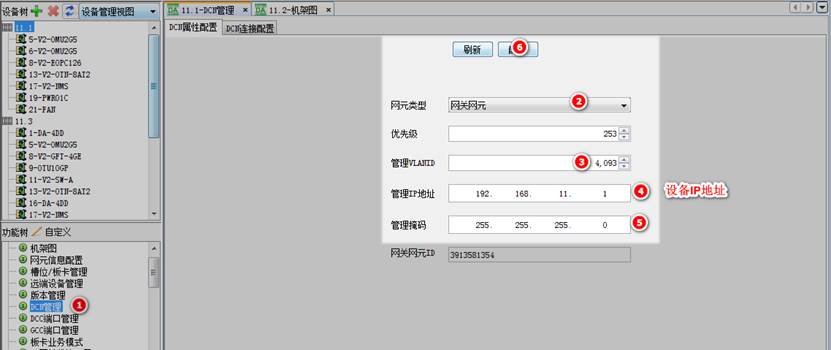 设备树 设备管理视图
11.1
5-V2-OMU2G5
6-V2-OMU2G5
8-V2-EOPC126
13-V2-OTN-8AT2
17-V2-NMS
19-PWR01C
21-FAN
11.3
1-DA-4DD
5-V2-OMU2G5
8-V2-GFT-4GE
9-OTU10GP
11-V2-SW-A
13-V2-OTN-8AT2
16-DA-4DD
17-V2-NMS
功能树 自定义
机架图
网元信息配置
槽位/板卡管理
远端设备管理
版本管理
DCN管理 1
DCC端口管理
GCC端口管理
板卡业务模式
11.1-DCN管理 11.2-机架图
DCN属性配置 DCN连接配置
刷新 6
网元类型 网关网元 2
优先级 253
管理VLANID 3 4,093
管理IP地址 192. 168. 11. 1 4 设备IP地址
管理掩码 255. 255. 255. 0 5
网关网元ID 3913581354